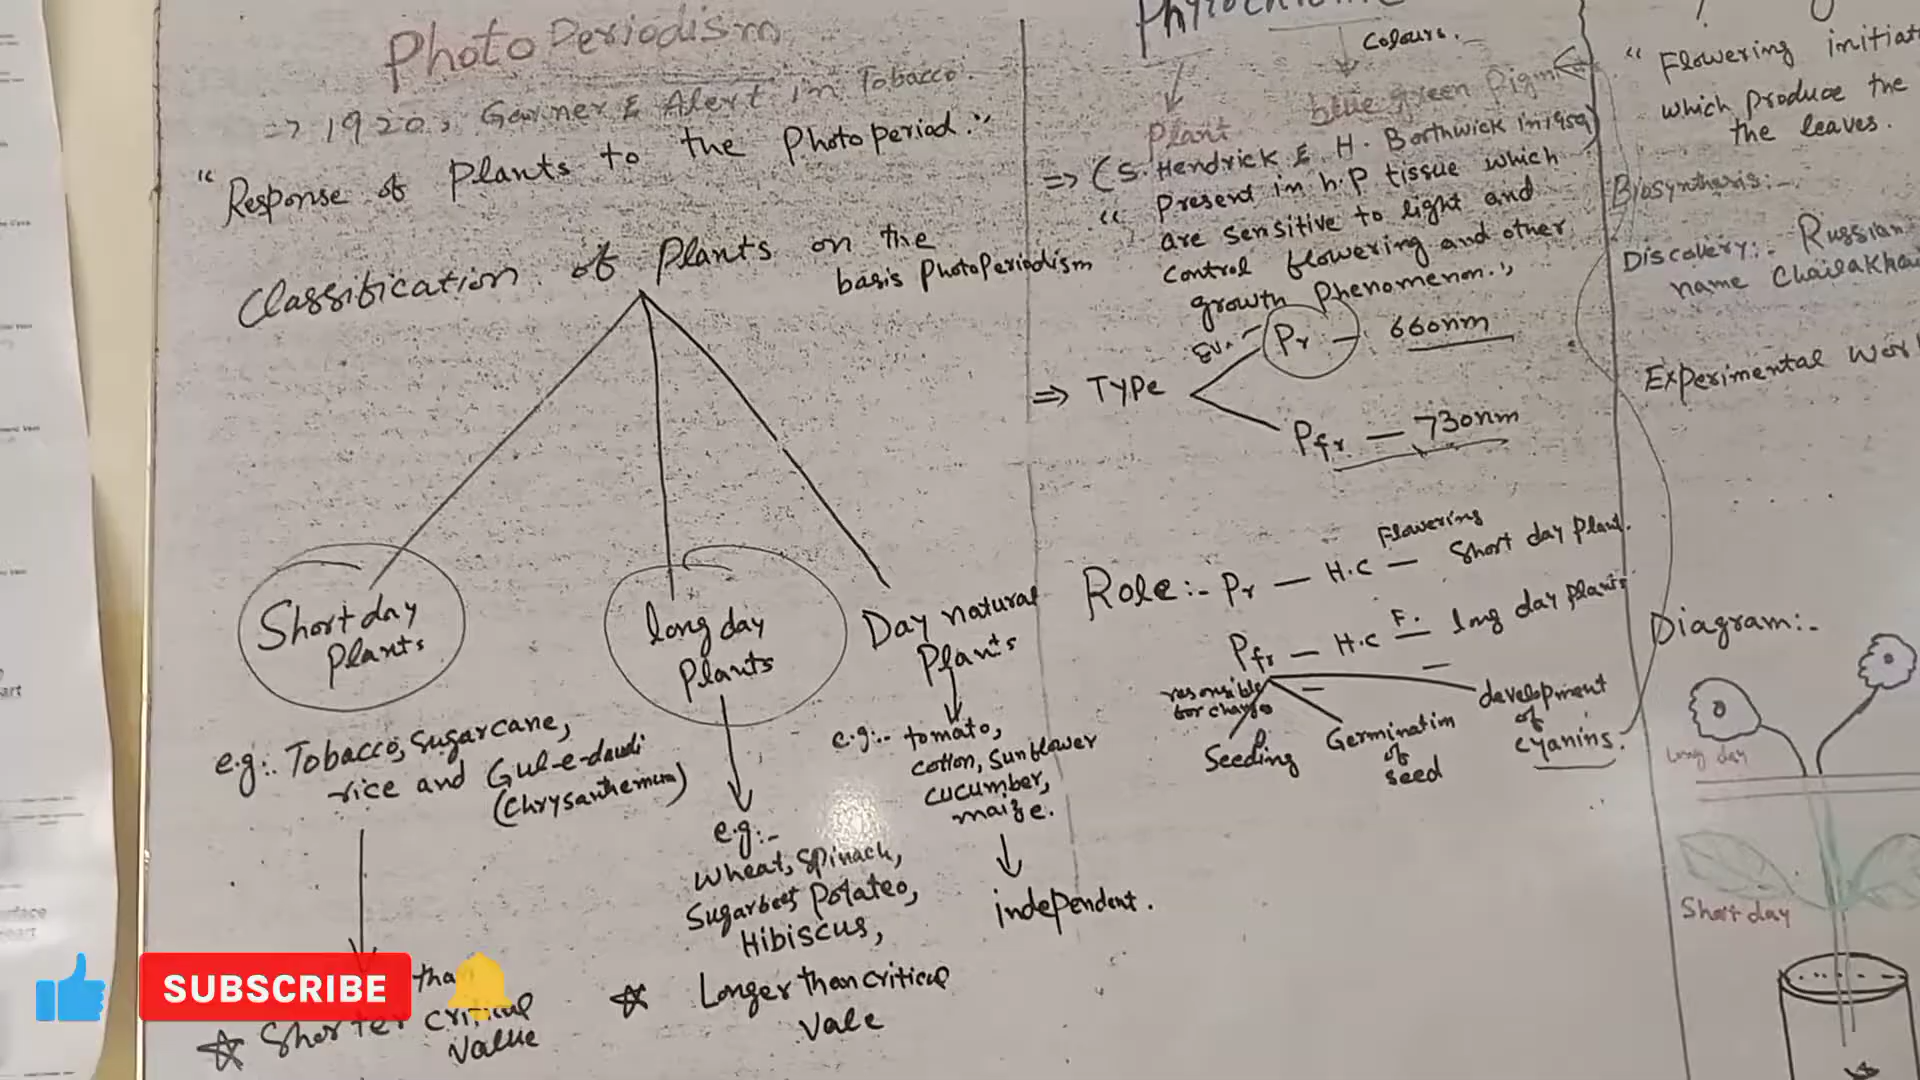 Photo Periodism
=> 1920, Garner & Alert in Tobacco.
"Response of Plants to the Photoperiod."
Classification of Plants on the
basis Photoperiodism
Short day
Plants
long day
Plants
Day natural
Plants
e.g:. Tobacco, Sugarcane,
rice and Gul-e-daudi
(Chrysanthemum)
than
☆ Shorter critical
Value
e.g:-
Wheat, Spinach,
Sugarbeet, Potateo,
Hibiscus,
☆ Longer than critical
Vale
e.g:.. tomato,
cotton, Sunflower
cucumber,
maize.
independent.
Colours.
Plant
blue green Pigm
=> (S. Hendrick & H. Borthwick in 1959)
" Present in h.p tissue which
are sensitive to light and
control flowering and other
growth Phenomenon."
=> Type
Pr - 660nm
Pfr - 730nm
Flowering
Role:- Pr - H.C - Short day Plant.
F.
Pfr - H.C - long day Plants
resonsible
for change
Seeding
Germination
of
seed
development
of
cyanins.
" Flowering initiat
which produce the
the leaves.
Biosynthesis:-
Discovery:. Russian
name Chailakhai
Experimental Work
Diagram:-
Long day
Short day
SUBSCRIBE